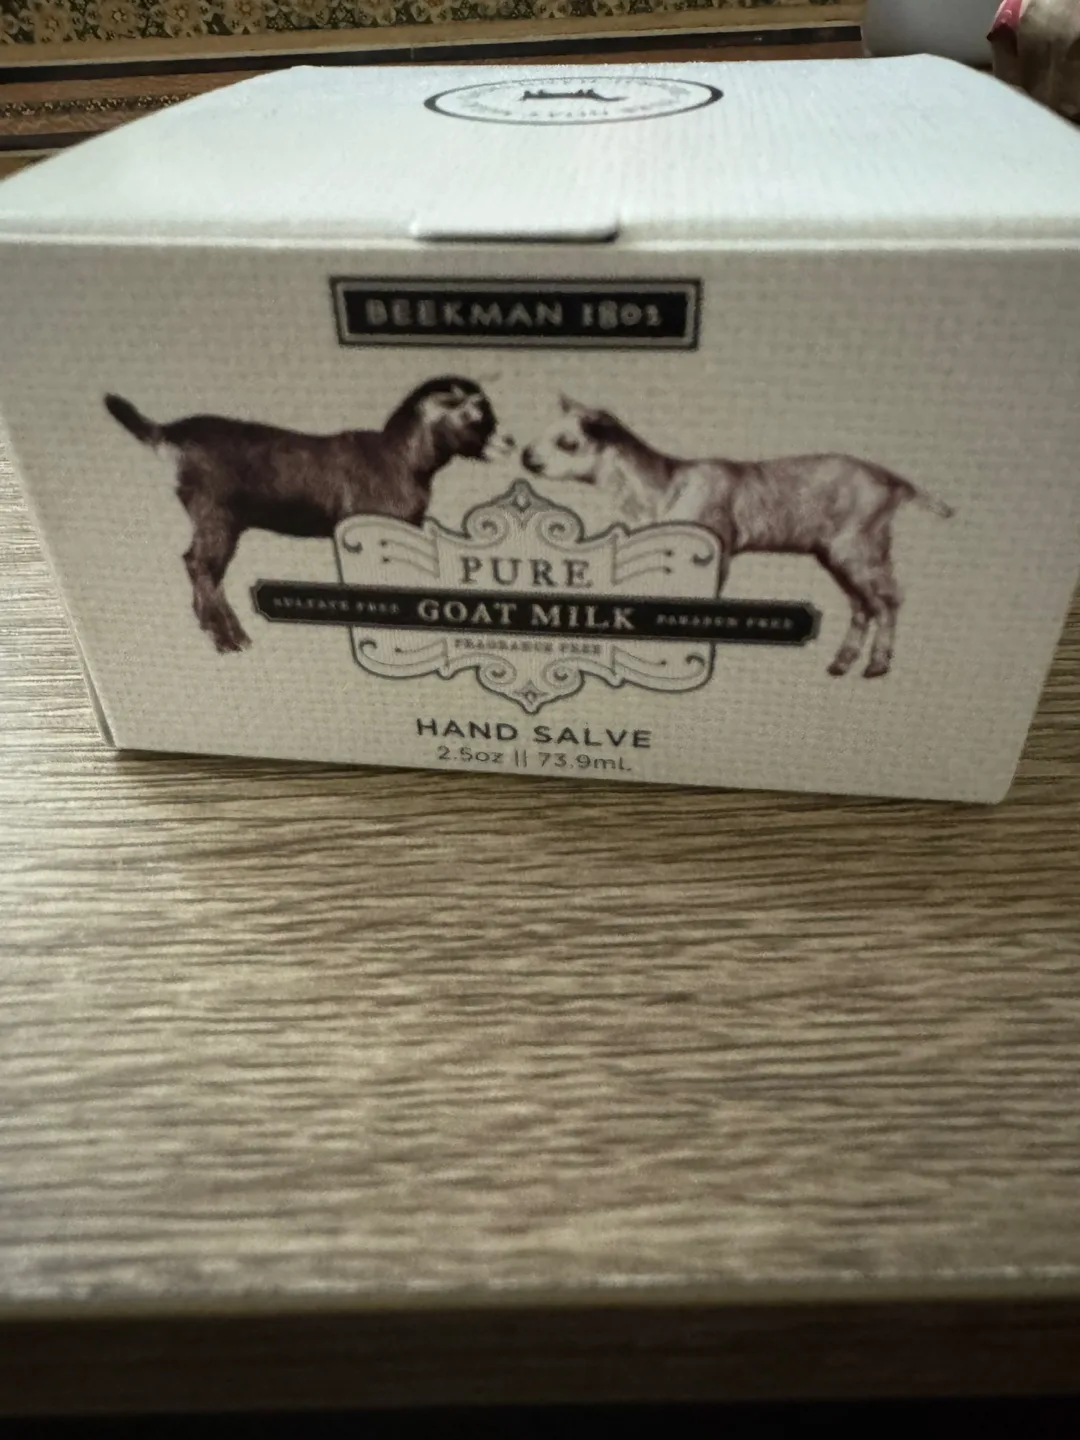 BEEKMAN 1802
PURE
SULFATE FREE GOAT MILK PARABEN FREE
FRAGRANCE FREE
HAND SALVE
2.5oz || 73.9mL